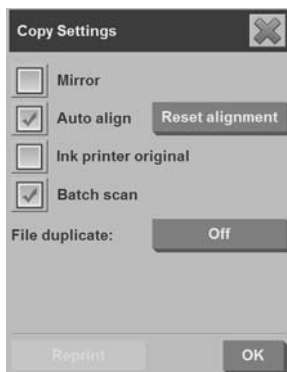 Copy Settings
Mirror
Auto align Reset alignment
Ink printer original
Batch scan
File duplicate: Off
Reprint OK